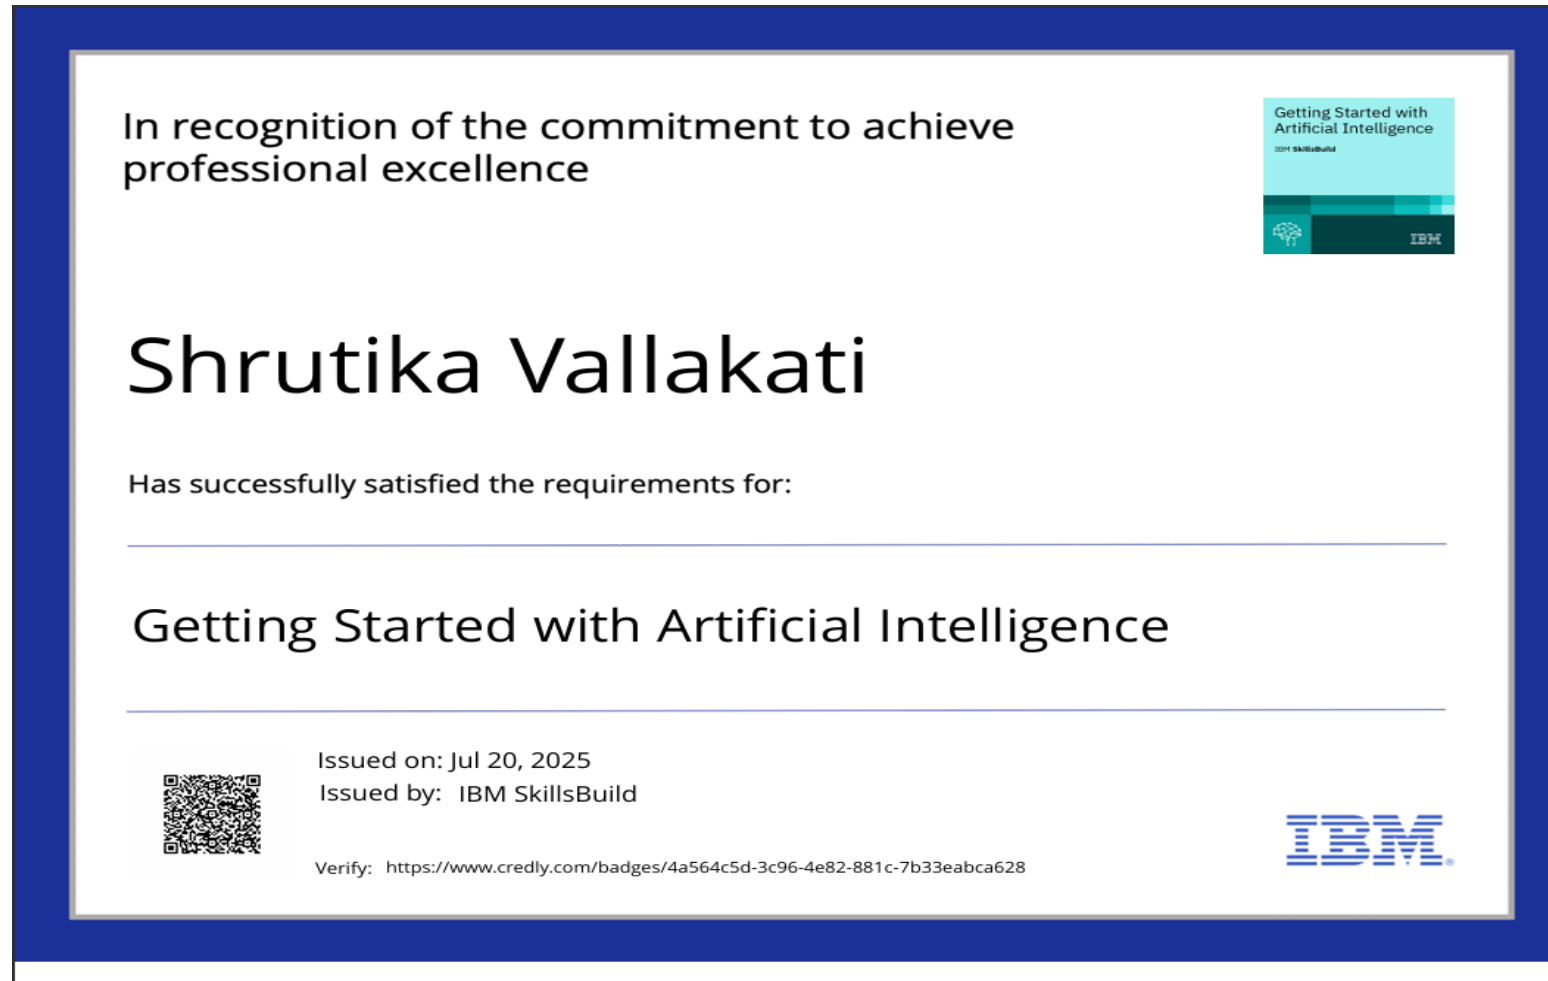 In recognition of the commitment to achieve
professional excellence
Getting Started with
Artificial Intelligence
IBM SkillsBuild
IBM
Shrutika Vallakati
Has successfully satisfied the requirements for:
Getting Started with Artificial Intelligence
Issued on: Jul 20, 2025
Issued by: IBM SkillsBuild
Verify: https://www.credly.com/badges/4a564c5d-3c96-4e82-881c-7b33eabca628
IBM®